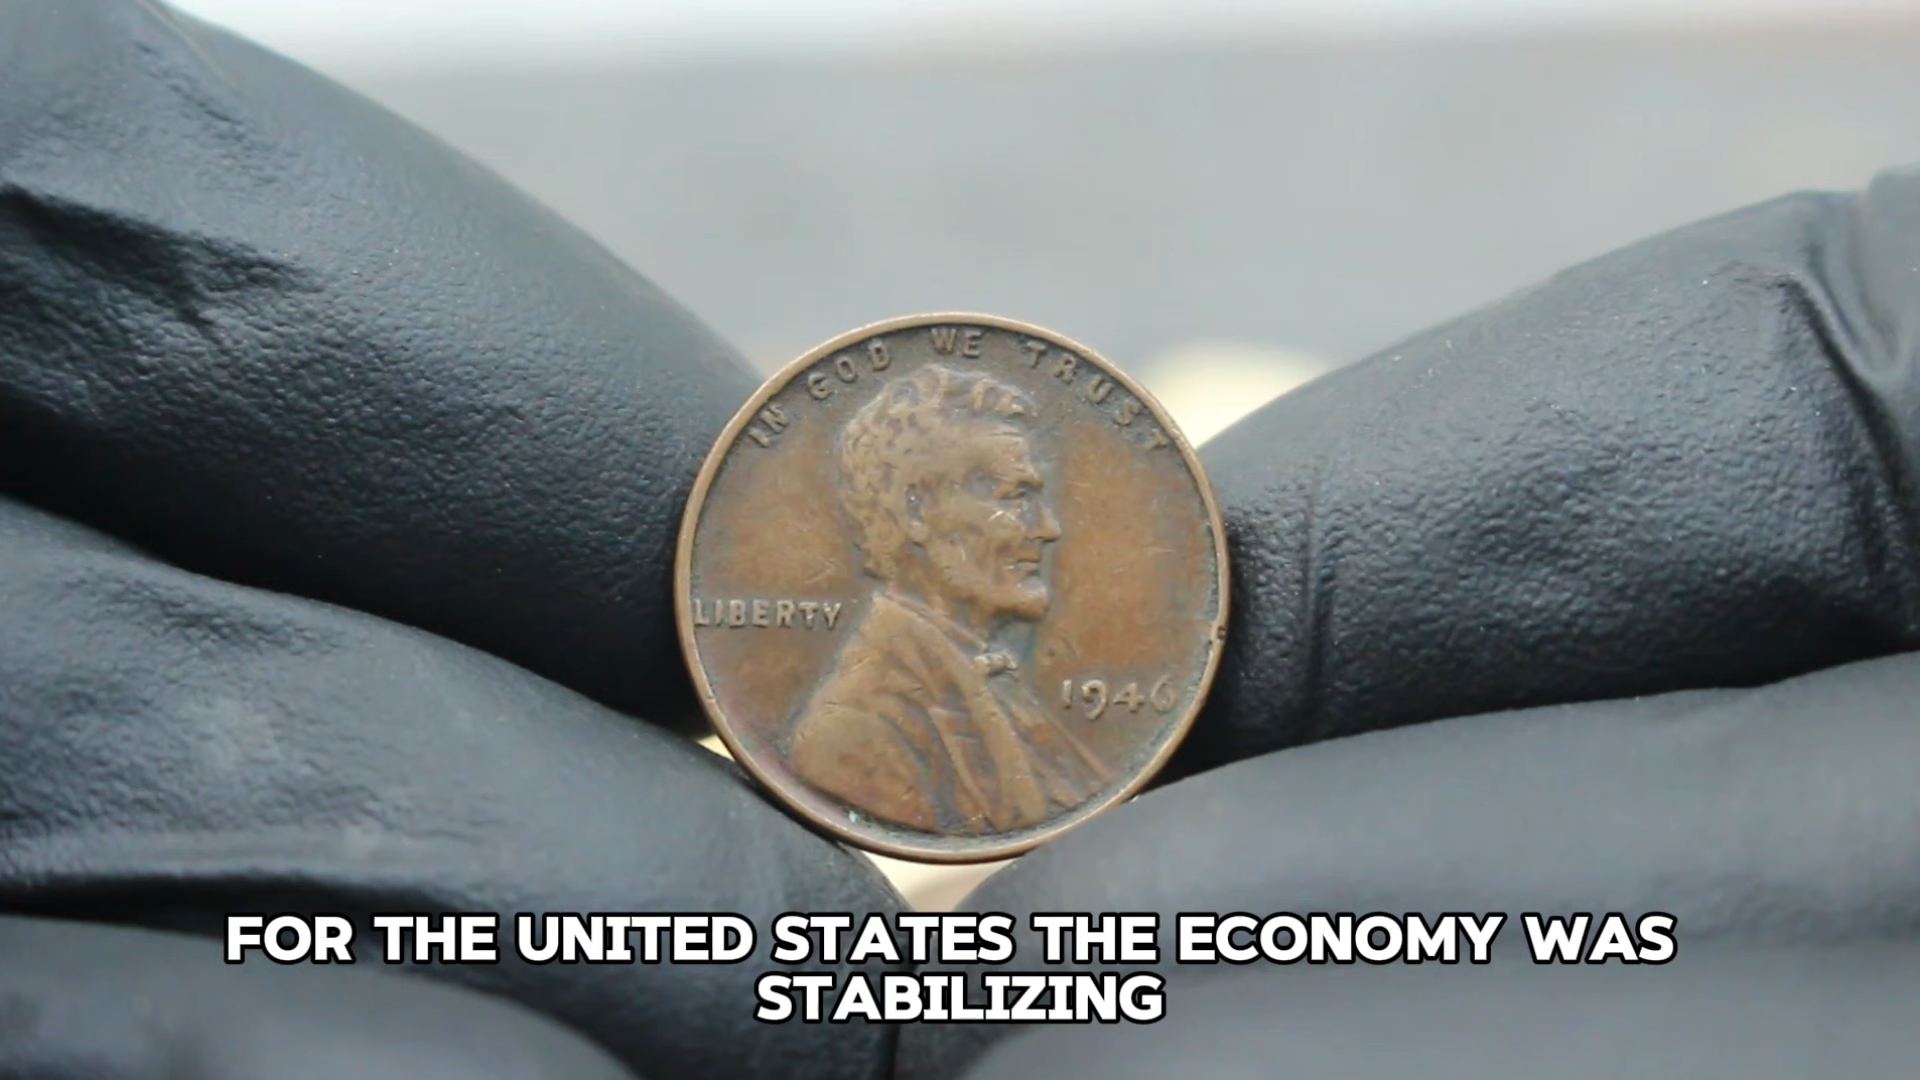 IN GOD WE TRUST
LIBERTY
1946
FOR THE UNITED STATES THE ECONOMY WAS
STABILIZING